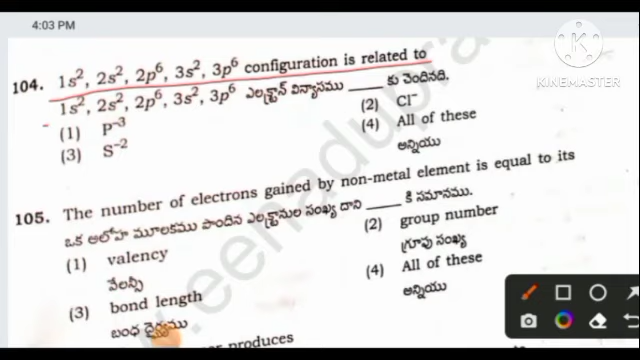 4:03 PM
104. 1s², 2s², 2p⁶, 3s², 3p⁶ configuration is related to
1s², 2s², 2p⁶, 3s², 3p⁶ ఎలక్ట్రాన్ విన్యాసము ____ కు చెందినది.
(1) P⁻³ (2) Cl⁻
(3) S⁻² (4) All of these
అన్నియు
105. The number of electrons gained by non-metal element is equal to its
ఒక అలోహ మూలకము పొందిన ఎలక్ట్రానుల సంఖ్య దాని ____ కి సమానము.
(1) valency (2) group number
వేలన్సీ గ్రూపు సంఖ్య
(3) bond length (4) All of these
బంధ దైర్ఘ్యము అన్నియు
produces
KINEMASTER